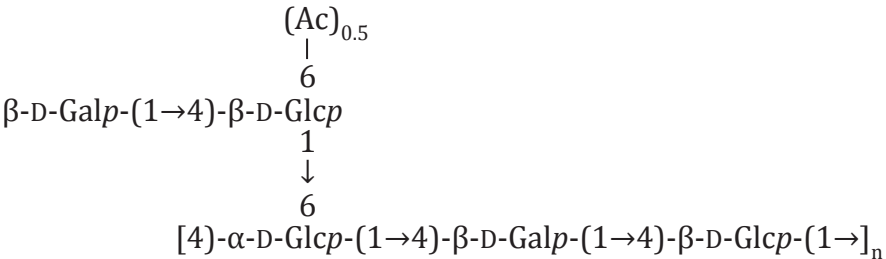 (Ac)0.5
|
6
β-D-Galp-(1→4)-β-D-Glcp
1
↓
6
[4)-α-D-Glcp-(1→4)-β-D-Galp-(1→4)-β-D-Glcp-(1→]n